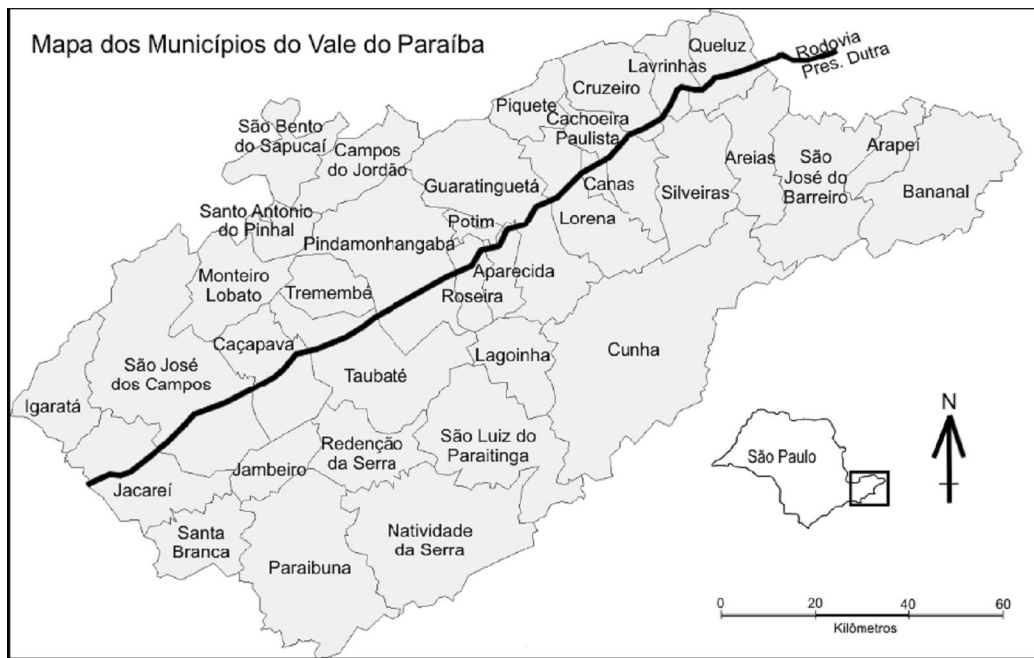 Mapa dos Municípios do Vale do Paraíba
Queluz
Rodovia
Pres. Dutra
Lavrinhas
Cruzeiro
Piquete
Cachoeira
Paulista
São Bento
do Sapucaí
Campos
do Jordão
Guaratinguetá
Canas
Silveiras
Areias
São
José do
Barreiro
Arapeí
Bananal
Santo Antonio
do Pinhal
Potim
Lorena
Pindamonhangaba
Monteiro
Lobato
Tremembé
Aparecida
Roseira
Caçapava
São José
dos Campos
Taubaté
Lagoinha
Cunha
Igaratá
Redenção
da Serra
São Luiz do
Paraitinga
Jambeiro
Jacareí
Santa
Branca
Natividade
da Serra
Paraibuna
São Paulo
N
0 20 40 60
Kilômetros